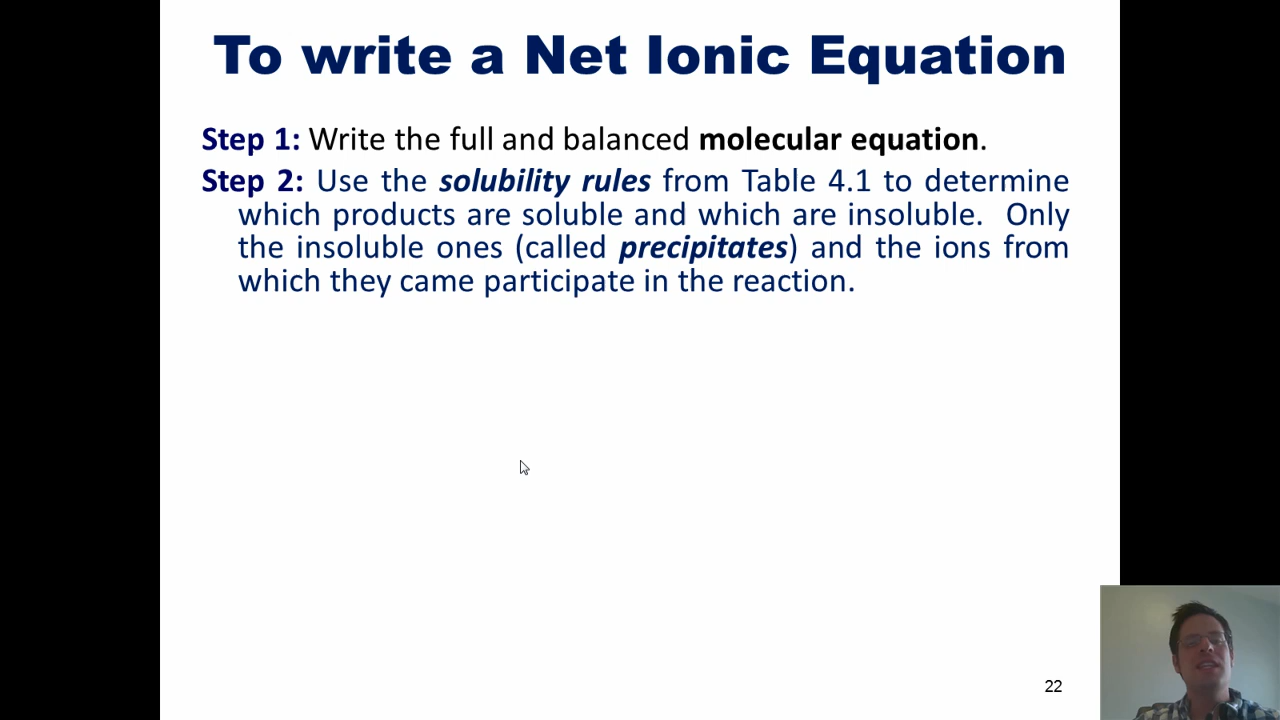 To write a Net Ionic Equation
Step 1: Write the full and balanced molecular equation.
Step 2: Use the solubility rules from Table 4.1 to determine
which products are soluble and which are insoluble. Only
the insoluble ones (called precipitates) and the ions from
which they came participate in the reaction.
22